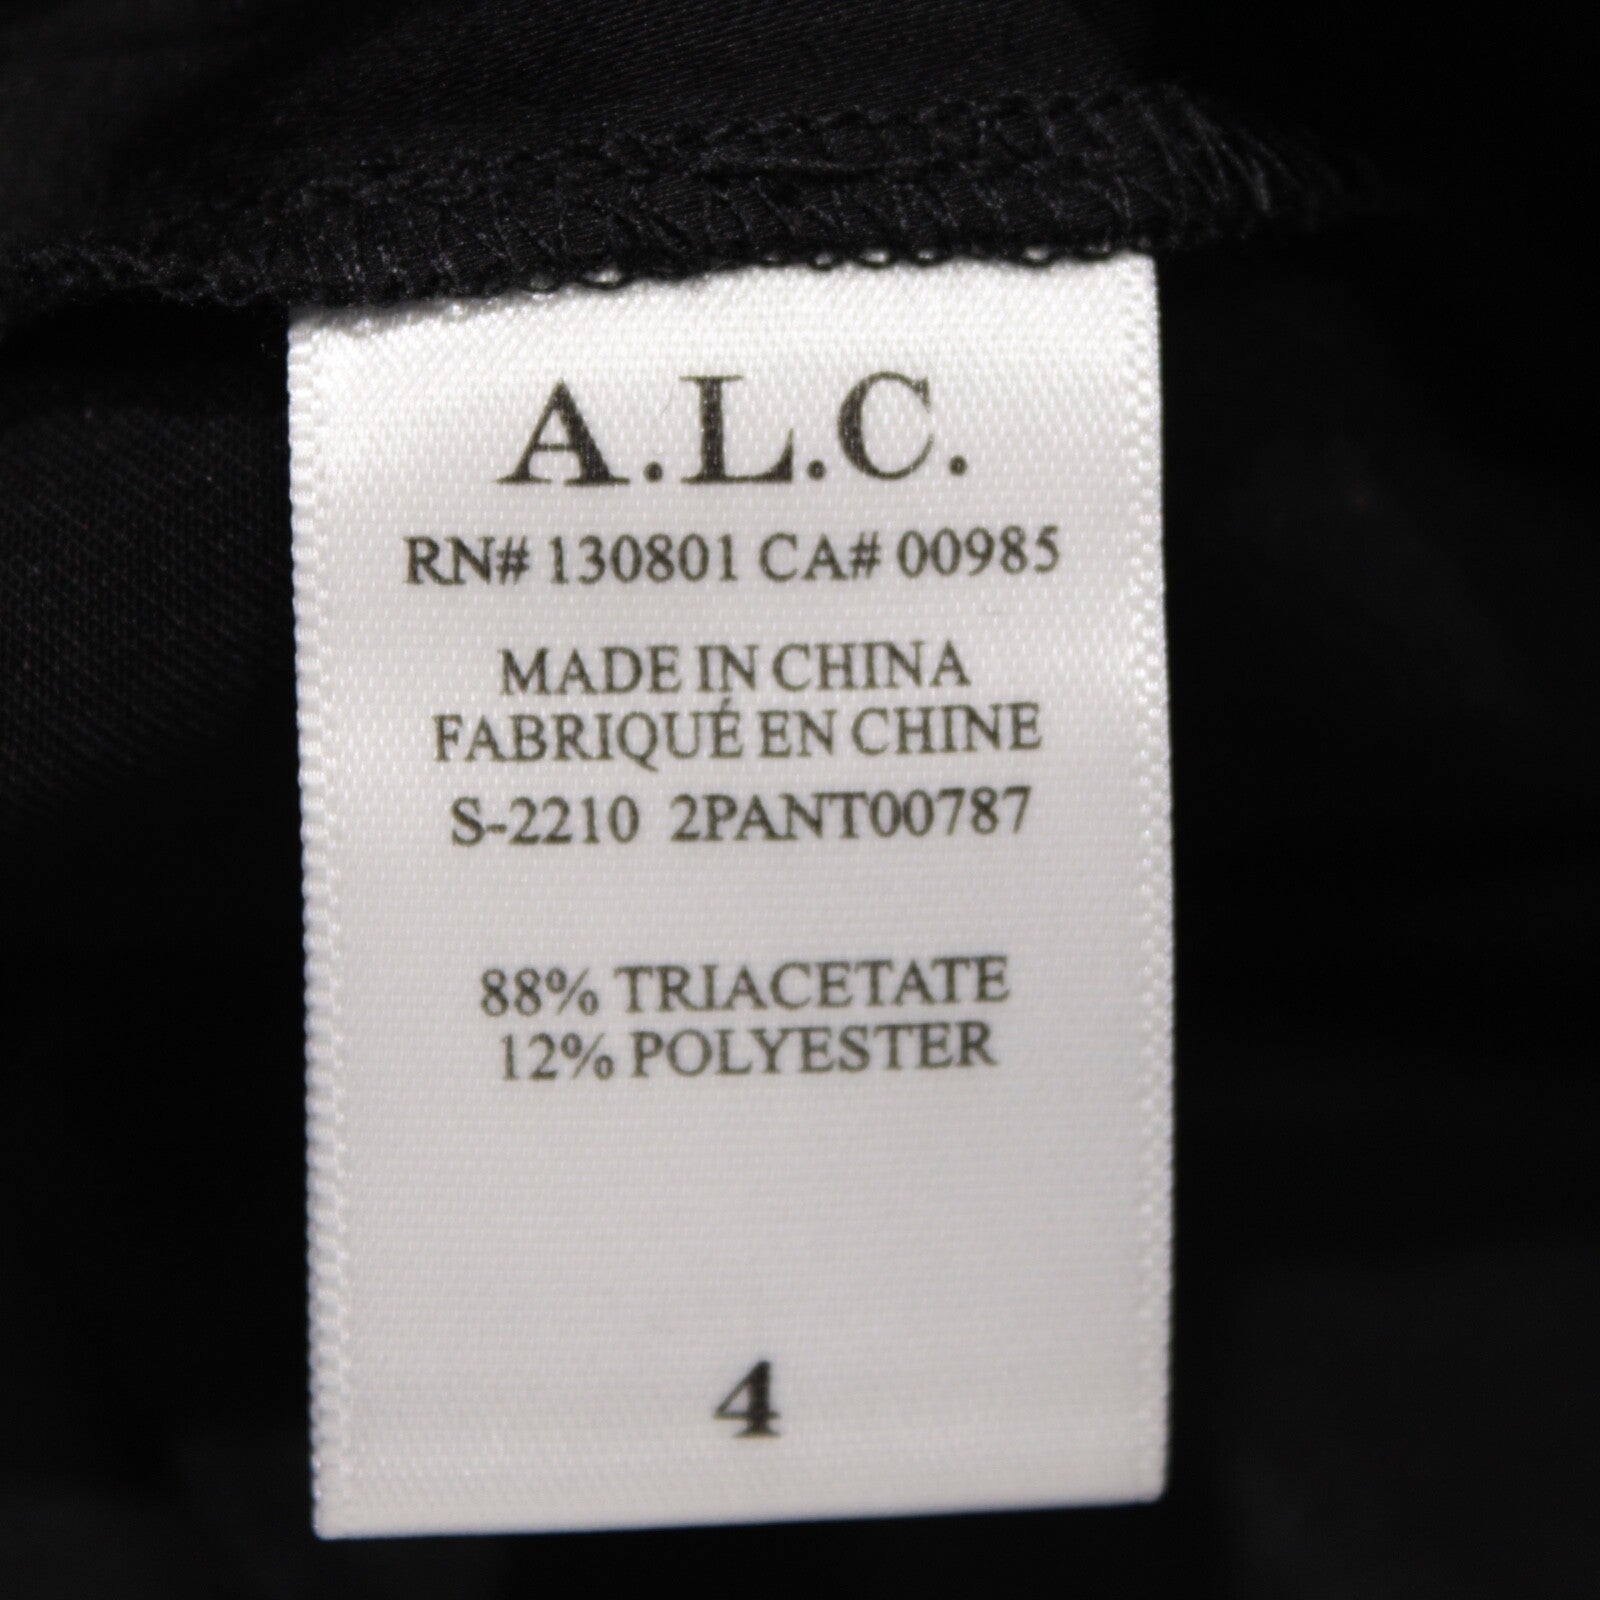 A.L.C.
RN# 130801 CA# 00985
MADE IN CHINA
FABRIQUÉ EN CHINE
S-2210 2PANT00787
88% TRIACETATE
12% POLYESTER
4